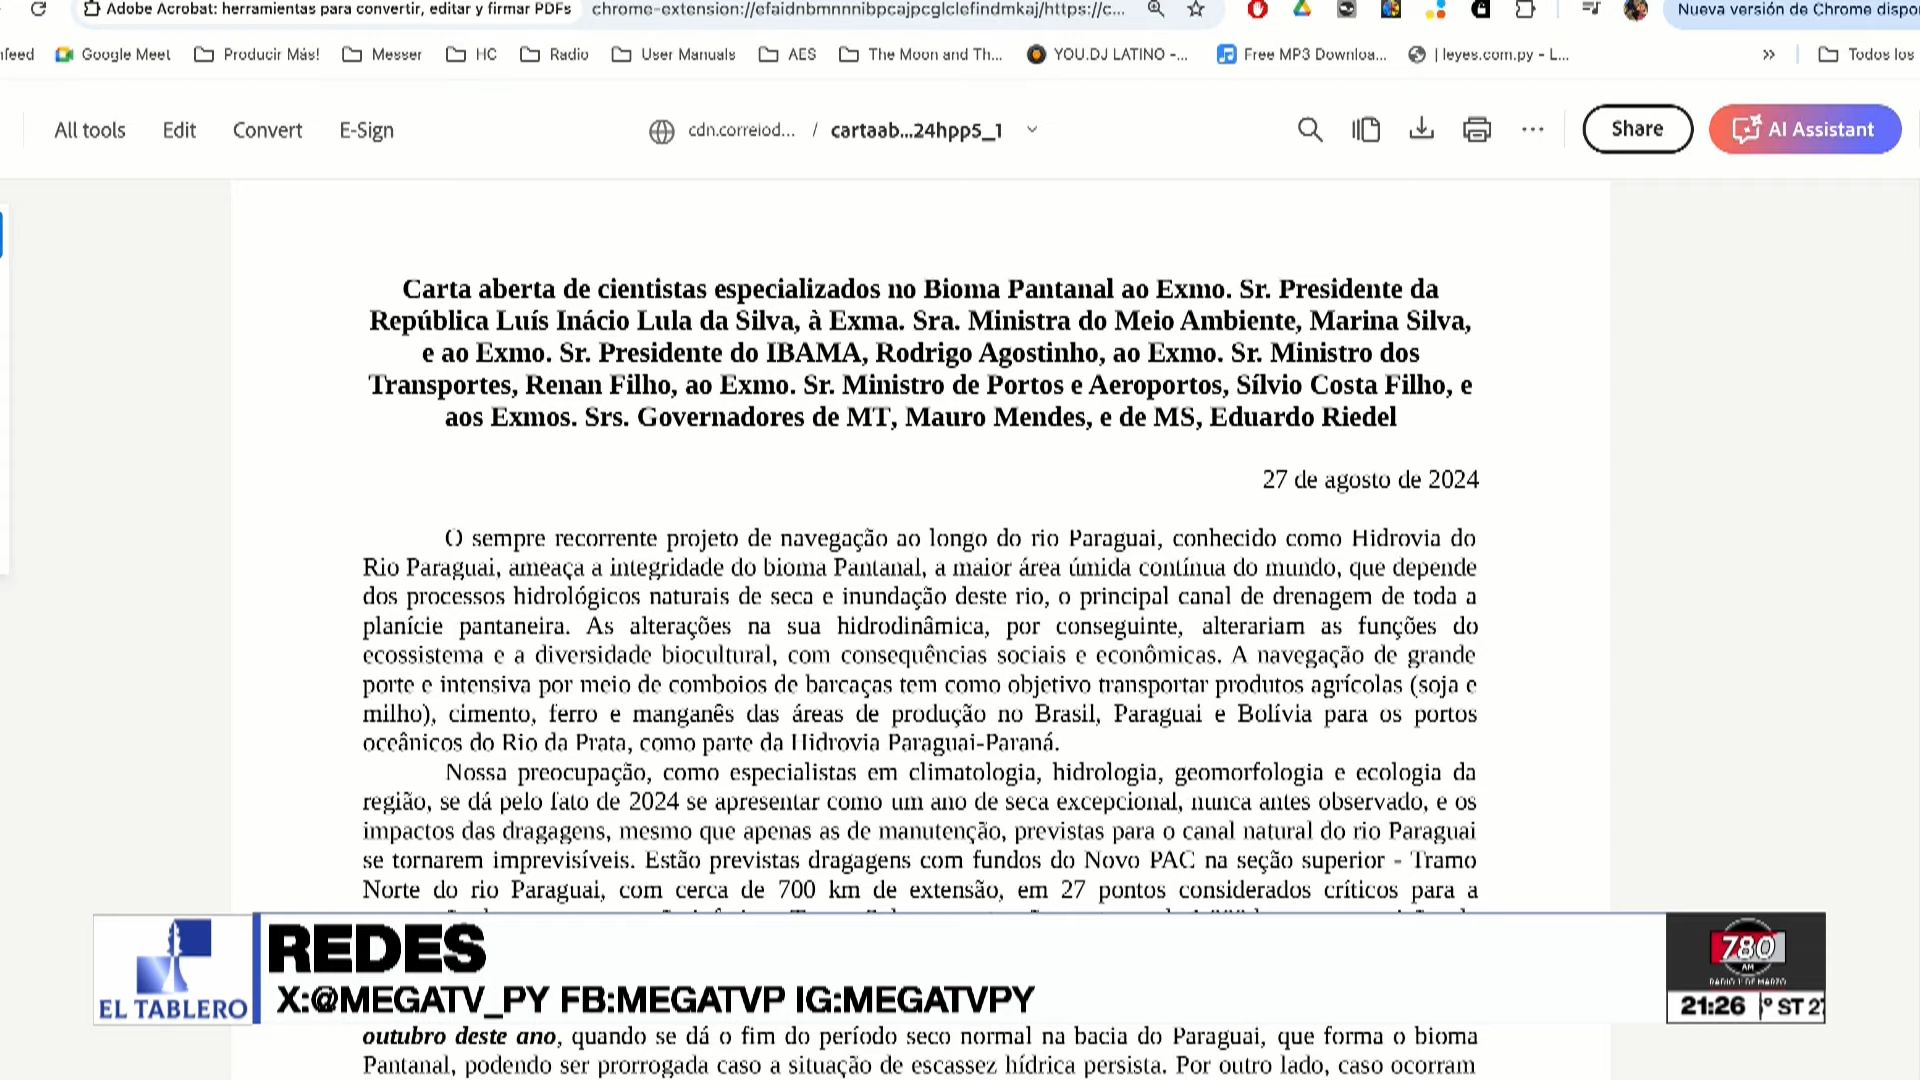 Adobe Acrobat: herramientas para convertir, editar y firmar PDFs
chrome-extension://efaidnbmnnnibpcajpcglclefindmkaj/https://c...
Nueva versión de Chrome dispo
nfeed
Google Meet
Producir Más!
Messer
HC
Radio
User Manuals
AES
The Moon and Th...
YOU.DJ LATINO -...
Free MP3 Downloa...
| leyes.com.py - L...
»
Todos los
All tools
Edit
Convert
E-Sign
cdn.correiod... / cartaab...24hpp5_1
Share
AI Assistant
Carta aberta de cientistas especializados no Bioma Pantanal ao Exmo. Sr. Presidente da
República Luís Inácio Lula da Silva, à Exma. Sra. Ministra do Meio Ambiente, Marina Silva,
e ao Exmo. Sr. Presidente do IBAMA, Rodrigo Agostinho, ao Exmo. Sr. Ministro dos
Transportes, Renan Filho, ao Exmo. Sr. Ministro de Portos e Aeroportos, Sílvio Costa Filho, e
aos Exmos. Srs. Governadores de MT, Mauro Mendes, e de MS, Eduardo Riedel
27 de agosto de 2024
O sempre recorrente projeto de navegação ao longo do rio Paraguai, conhecido como Hidrovia do
Rio Paraguai, ameaça a integridade do bioma Pantanal, a maior área úmida contínua do mundo, que depende
dos processos hidrológicos naturais de seca e inundação deste rio, o principal canal de drenagem de toda a
planície pantaneira. As alterações na sua hidrodinâmica, por conseguinte, alterariam as funções do
ecossistema e a diversidade biocultural, com consequências sociais e econômicas. A navegação de grande
porte e intensiva por meio de comboios de barcaças tem como objetivo transportar produtos agrícolas (soja e
milho), cimento, ferro e manganês das áreas de produção no Brasil, Paraguai e Bolívia para os portos
oceânicos do Rio da Prata, como parte da Hidrovia Paraguai-Paraná.
Nossa preocupação, como especialistas em climatologia, hidrologia, geomorfologia e ecologia da
região, se dá pelo fato de 2024 se apresentar como um ano de seca excepcional, nunca antes observado, e os
impactos das dragagens, mesmo que apenas as de manutenção, previstas para o canal natural do rio Paraguai
se tornarem imprevisíveis. Estão previstas dragagens com fundos do Novo PAC na seção superior - Tramo
Norte do rio Paraguai, com cerca de 700 km de extensão, em 27 pontos considerados críticos para a
REDES
X:@MEGATV_PY FB:MEGATVP IG:MEGATVPY
EL TABLERO
780
AM
RADIO 1º DE MARZO
21:26
º ST 27
outubro deste ano, quando se dá o fim do período seco normal na bacia do Paraguai, que forma o bioma
Pantanal, podendo ser prorrogada caso a situação de escassez hídrica persista. Por outro lado, caso ocorram